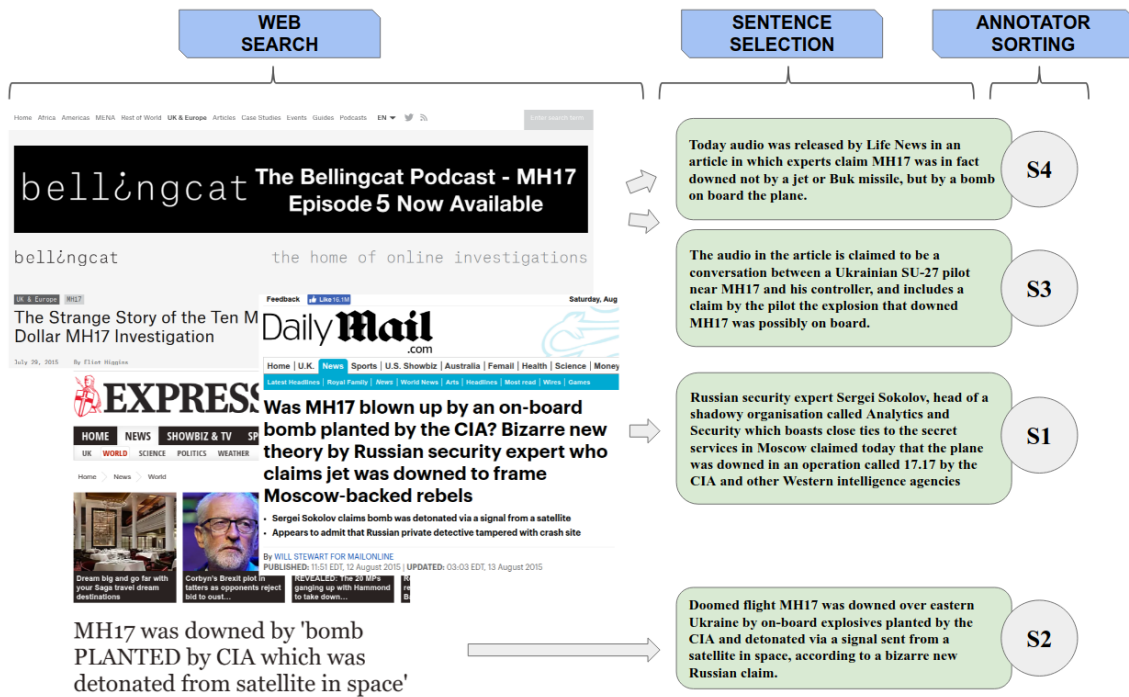 WEB
SEARCH
SENTENCE
SELECTION
ANNOTATOR
SORTING
Home Africa Americas MENA Rest of World UK & Europe Articles Case Studies Events Guides Podcasts EN
Enter search term
bell¿ngcat The Bellingcat Podcast - MH17
Episode 5 Now Available
bell¿ngcat the home of online investigations
UK & Europe MH17
The Strange Story of the Ten M
Dollar MH17 Investigation
July 29, 2015 By Eliot Higgins
Feedback Like 16.1M Saturday, Aug
Daily Mail
.com
Home U.K. News Sports U.S. Showbiz Australia Femail Health Science Money
Latest Headlines Royal Family News World News Arts Headlines Most read Wires Games
Was MH17 blown up by an on-board
bomb planted by the CIA? Bizarre new
theory by Russian security expert who
claims jet was downed to frame
Moscow-backed rebels
• Sergei Sokolov claims bomb was detonated via a signal from a satellite
• Appears to admit that Russian private detective tampered with crash site
By WILL STEWART FOR MAILONLINE
PUBLISHED: 11:51 EDT, 12 August 2015 | UPDATED: 03:03 EDT, 13 August 2015
EXPRESS
HOME NEWS SHOWBIZ & TV SP
UK WORLD SCIENCE POLITICS WEATHER
Home News World
Dream big and go far with
your Saga travel dream
destinations
Corbyn's Brexit plot in
tatters as opponents reject
bid to oust...
REVEALED: The 20 MPs
ganging up with Hammond
to take down...
MH17 was downed by 'bomb
PLANTED by CIA which was
detonated from satellite in space'
Today audio was released by Life News in an
article in which experts claim MH17 was in fact
downed not by a jet or Buk missile, but by a bomb
on board the plane.
S4
The audio in the article is claimed to be a
conversation between a Ukrainian SU-27 pilot
near MH17 and his controller, and includes a
claim by the pilot the explosion that downed
MH17 was possibly on board.
S3
Russian security expert Sergei Sokolov, head of a
shadowy organisation called Analytics and
Security which boasts close ties to the secret
services in Moscow claimed today that the plane
was downed in an operation called 17.17 by the
CIA and other Western intelligence agencies
S1
Doomed flight MH17 was downed over eastern
Ukraine by on-board explosives planted by the
CIA and detonated via a signal sent from a
satellite in space, according to a bizarre new
Russian claim.
S2